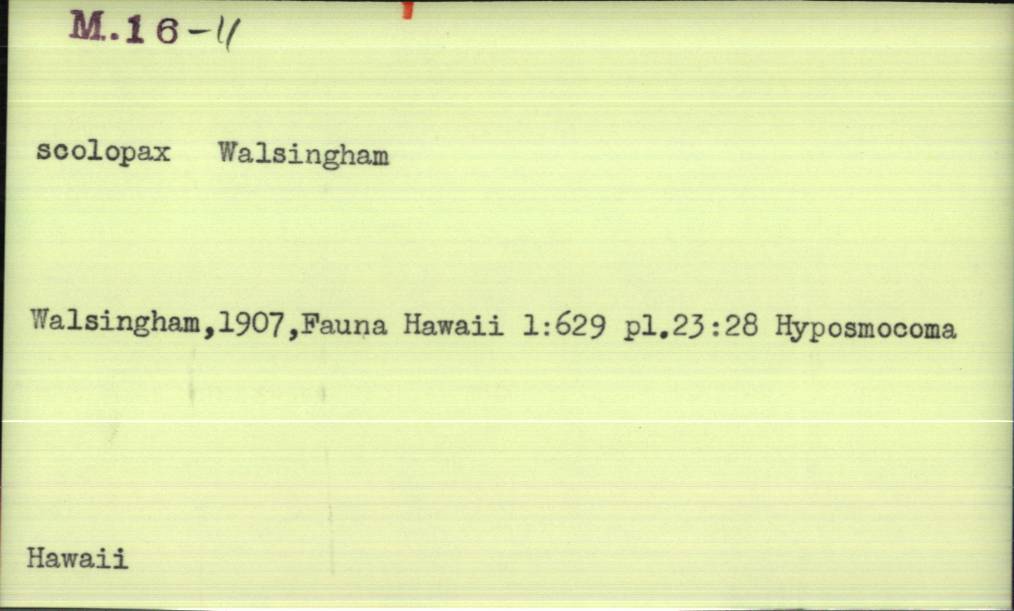 M.16-11
scolopax Walsingham
Walsingham,1907,Fauna Hawaii 1:629 pl.23:28 Hyposmocoma
Hawaii